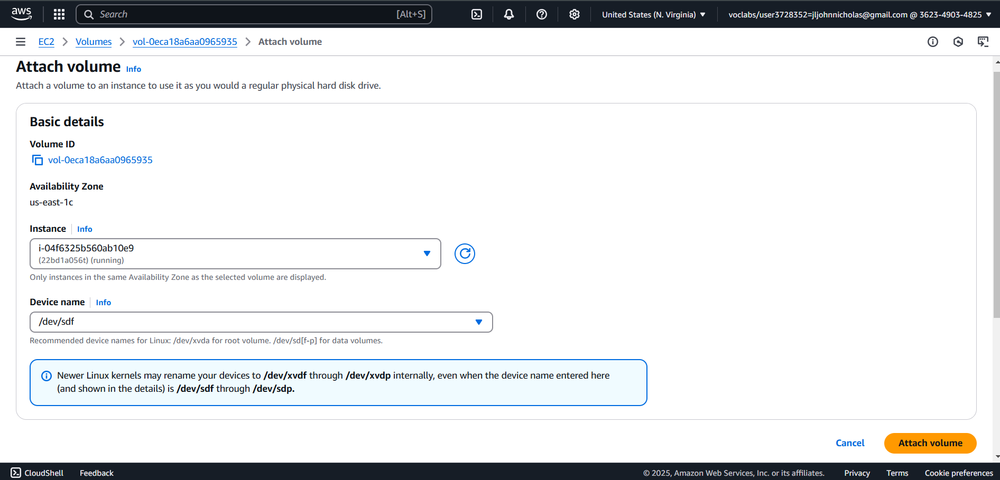 aws
Search
[Alt+S]
United States (N. Virginia)
voclabs/user3728352=jljohnnicholas@gmail.com @ 3623-4903-4825
EC2
Volumes
vol-0eca18a6aa0965935
Attach volume
Attach volume Info
Attach a volume to an instance to use it as you would a regular physical hard disk drive.
Basic details
Volume ID
vol-0eca18a6aa0965935
Availability Zone
us-east-1c
Instance Info
i-04f6325b560ab10e9
(22bd1a056t) (running)
Only instances in the same Availability Zone as the selected volume are displayed.
Device name Info
/dev/sdf
Recommended device names for Linux: /dev/xvda for root volume. /dev/sd[f-p] for data volumes.
Newer Linux kernels may rename your devices to /dev/xvdf through /dev/xvdp internally, even when the device name entered here
(and shown in the details) is /dev/sdf through /dev/sdp.
Cancel
Attach volume
CloudShell
Feedback
© 2025, Amazon Web Services, Inc. or its affiliates.
Privacy
Terms
Cookie preferences